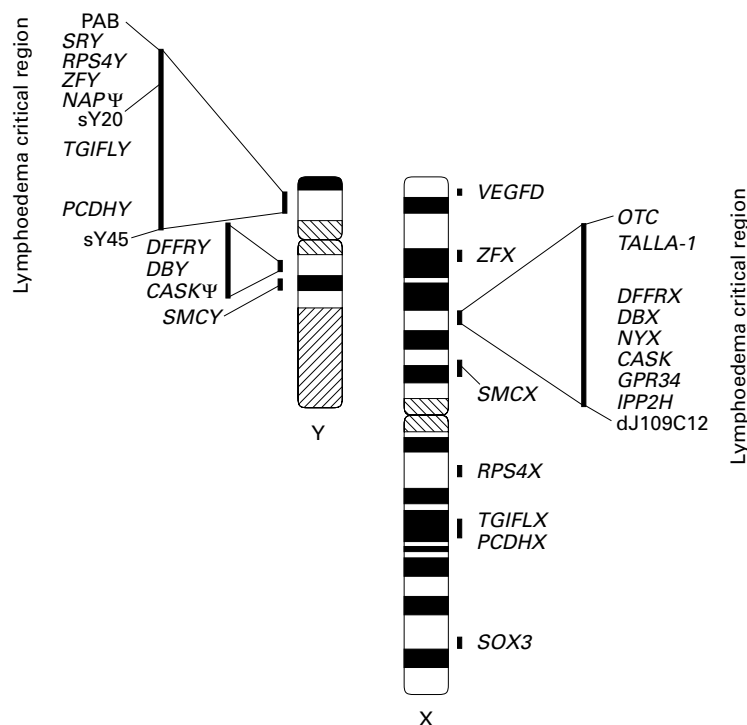 Lymphoedema critical region
PAB
SRY
RPS4Y
ZFY
NAPΨ
sY20
TGIFLY
PCDHY
sY45
DFFRY
DBY
CASKΨ
SMCY
Y
VEGFD
ZFX
SMCX
RPS4X
TGIFLX
PCDHX
SOX3
X
OTC
TALLA-1
DFFRX
DBX
NYX
CASK
GPR34
IPP2H
dJ109C12
Lymphoedema critical region